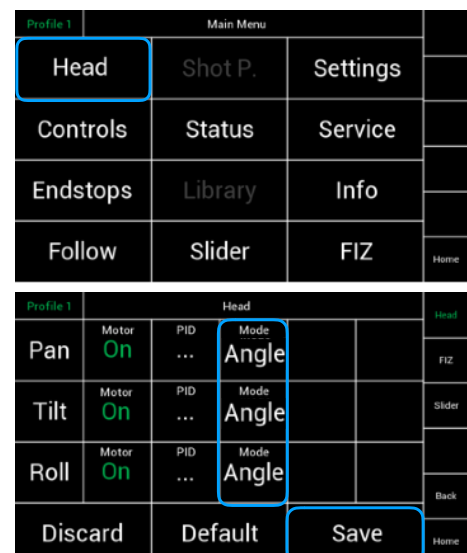 Profile 1 Main Menu
Head Shot P. Settings
Controls Status Service
Endstops Library Info
Follow Slider FIZ Home
Profile 1 Head Head
Motor PID Mode
Pan On ... Angle FIZ
Motor PID Mode
Tilt On ... Angle Slider
Motor PID Mode
Roll On ... Angle
Back
Discard Default Save Home